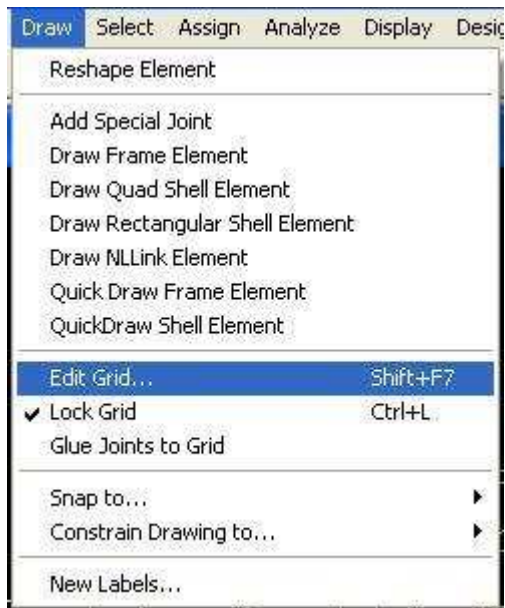 Draw Select Assign Analyze Display Desig
Reshape Element
Add Special Joint
Draw Frame Element
Draw Quad Shell Element
Draw Rectangular Shell Element
Draw NLLink Element
Quick Draw Frame Element
QuickDraw Shell Element
Edit Grid... Shift+F7
Lock Grid Ctrl+L
Glue Joints to Grid
Snap to...
Constrain Drawing to...
New Labels...